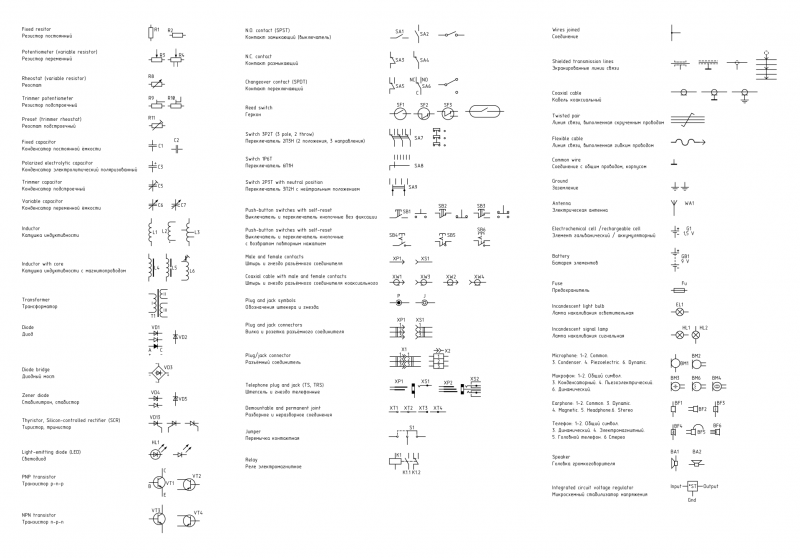 Fixed resitor
Резистор постоянный
R1 R2
Potentiometer (variable resistor)
Резистор переменный
R3 R4
Rheostat (variable resistor)
Реостат
R8
Trimmer potentiometer
Резистор подстроечный
R9 R10
Preset (trimmer rheostat)
Резистор подстроечный
R11
Fixed capacitor
Конденсатор постоянной ёмкости
C1 C2
Polarized electrolytic capacitor
Конденсатор электролитический поляризованный
C3
Trimmer capacitor
Конденсатор подстроечный
C5
Variable capacitor
Конденсатор переменной ёмкости
C6 CC7
Inductor
Катушка индуктивности
L1 L2 L3
Inductor with core
Катушка индуктивности с магнитопроводом
L4 L5 L6
Transformer
Трансформатор
T1
Diode
Диод
VD1
VD2
A C
Diode bridge
Диодный мост
VD3
Zener diode
Стабилитрон, стабистор
VD4
VD5
Thyristor, Silicon-controlled rectifier (SCR)
Тиристор, тринистор
VD15
Light-emitting diode (LED)
Светодиод
HL1
PNP transistor
Транзистор p-n-p
B C E VT1 VT2
NPN transistor
Транзистор n-p-n
VT3 VT4
N.O. contact (SPST)
Контакт замыкающий (Выключатель)
SA1 SA2
N.C. contact
Контакт размыкающий
SA3 SA4
Changeover contact (SPDT)
Контакт переключающий
SA5 NC NO SA6 C
Reed switch
Геркон
SF1 SF2 SF3
Switch 3P2T (3 pole, 2 throw)
Переключатель 2П3Н (2 положения, 3 направления)
SA7
Switch 1P6T
Переключатель 6П1Н
SA8
Switch 2P3T with neutral position
Переключатель 3П2Н с нейтральным положением
SA9
Push-button switches with self-reset
Выключатель и переключатель кнопочные без фиксации
SB1 SB2 SB3
Push-button switches with self-reset
Выключатель и переключатель кнопочные
с возвратом повторным нажатием
SB4 SB5 SB6
Male and female contacts
Штырь и гнездо разъёмного соединителя
XP1 XS1
Coaxial cable with male and female contacts
Штырь и гнездо разъёмного соединителя коаксиального
XW1 XW3 XW2 XW4
Plug and jack symbols
Обозначения штекера и гнезда
P J
Plug and jack connectors
Вилка и розетка разъёмного соединителя
XP1 XS1
Plug/jack connector
Разъёмный соединитель
X1 X2
Telephone plug and jack (TS, TRS)
Штепсель и гнездо телефонные
XP1 XS1 XP2 XS2
Demountable and permanent joint
Разборное и неразборное соединения
XT1 XT2 XT3 XT4
Jumper
Перемычка контактная
S1
Relay
Реле электромагнитное
K1
K1.1 K1.2
Wires joined
Соединение
Shielded transmission lines
Экранированные линии связи
Coaxial cable
Кабель коаксиальный
Twisted pair
Линия связи, выполненная скрученным проводом
Flexible cable
Линия связи, выполненная гибким проводом
Common wire
Соединение с общим проводом, корпусом
Ground
Заземление
Antenna
Электрическая антенна
WA1
Electrochemical cell /rechargeable cell
Элемент гальванический / аккумуляторный
G1
1,5 V
Battery
Батарея элементов
GB1
9 V
Fuse
Предохранитель
Fu
Incandescent light bulb
Лампа накаливания осветительная
EL1
Incandescent signal lamp
Лампа накаливания сигнальная
HL1 HL2
Microphone: 1-2. Common
3. Condenser. 4. Piezoelectric. 6. Dynamic
BM1 BM2
Микрофон: 1-2. Общий символ.
3. Конденсаторный. 4. Пьезоэлектрический.
6. Динамический.
BM3 BM6 BM4
Earphone: 1-2. Common. 3. Dynamic.
4. Magnetic. 5. Headphone.6. Stereo
BF1 BF2 BF3
Телефон: 1-2. Общий символ.
3. Динамический. 4. Электромагнитный.
5. Головной телефон. 6 Стерео
BF4 BF5 BF6
Speaker
Головка громкоговорителя
BA1 BA2
Integrated circuit voltage regulator
Микросхемный стабилизатор напряжения
Input *ST Output
Gnd